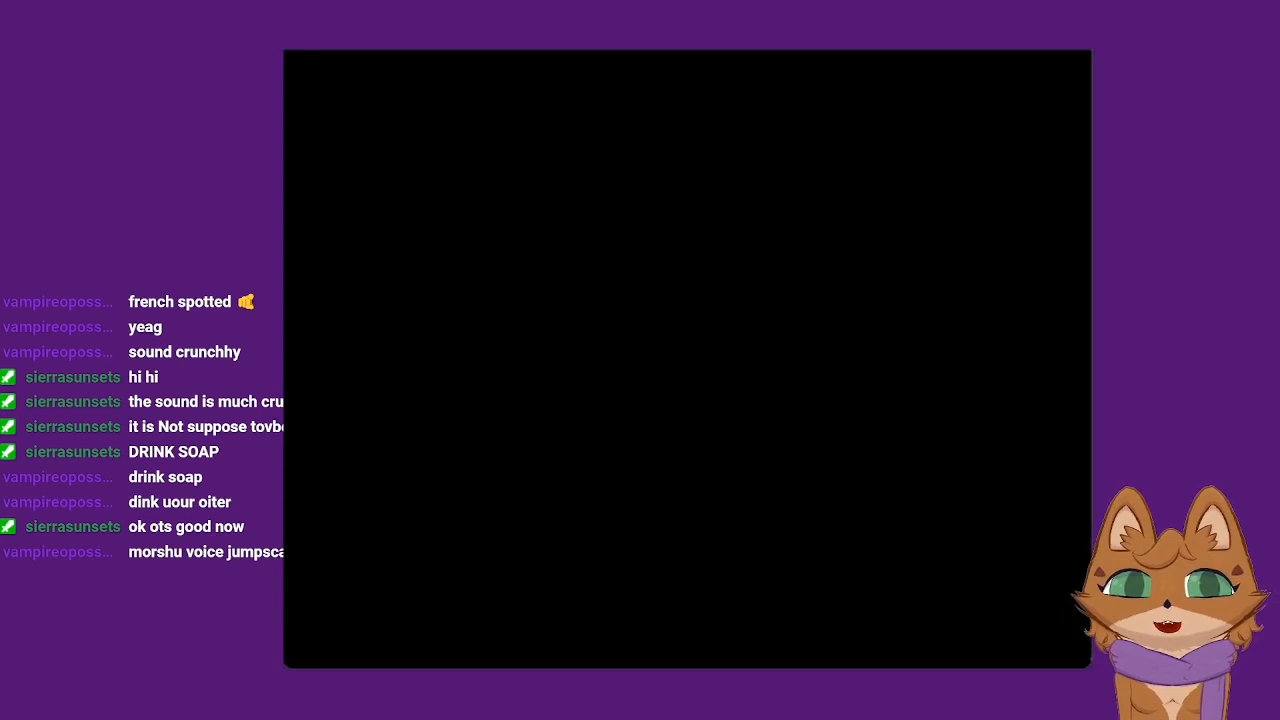 vampireoposs... french spotted
vampireoposs... yeag
vampireoposs... sound crunchhy
sierrasunsets hi hi
sierrasunsets the sound is much cru
sierrasunsets it is Not suppose tovbe
sierrasunsets DRINK SOAP
vampireoposs... drink soap
vampireoposs... dink uour oiter
sierrasunsets ok ots good now
vampireoposs... morshu voice jumpsca